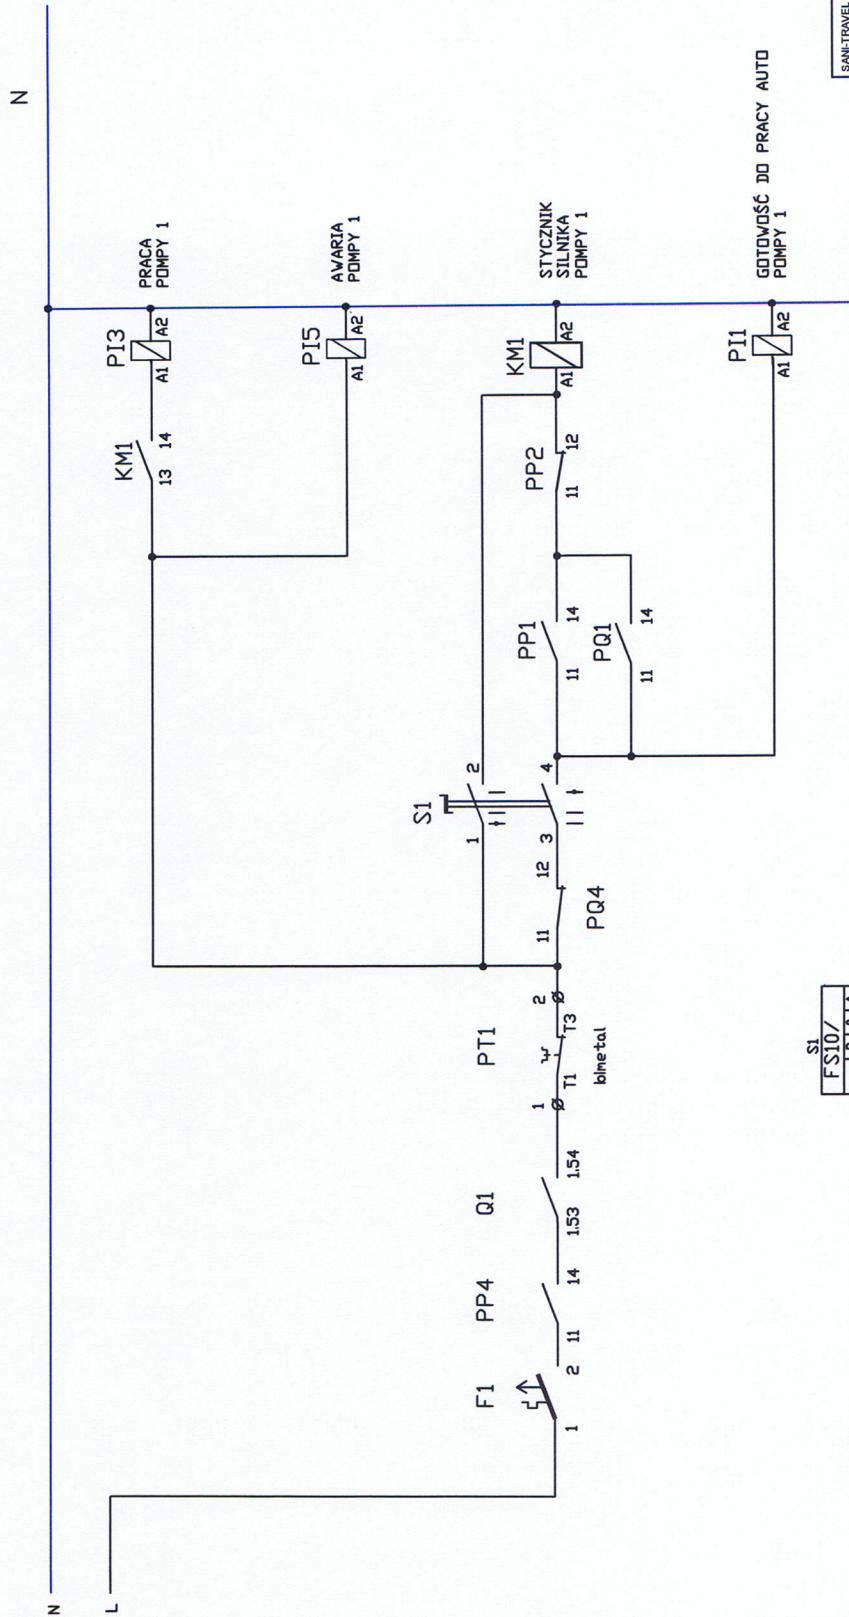 N
L
N
F1
1
2
PP4
11
14
Q1
1.53
1.54
PT1
1
T1
T3
2
bimetal
PQ4
11
12
S1
1
2
3
4
PP1
11
14
PQ1
11
14
PP2
11
12
KM1
13
14
PI3
A1
A2
PRACA
POMPY 1
PI5
A1
A2
AWARIA
POMPY 1
KM1
A1
A2
STYCZNIK
SILNIKA
POMPY 1
PI1
A1
A2
GOTOWOŚĆ DO PRACY AUTO
POMPY 1
S1
FS10/
SANI-TRAVEL